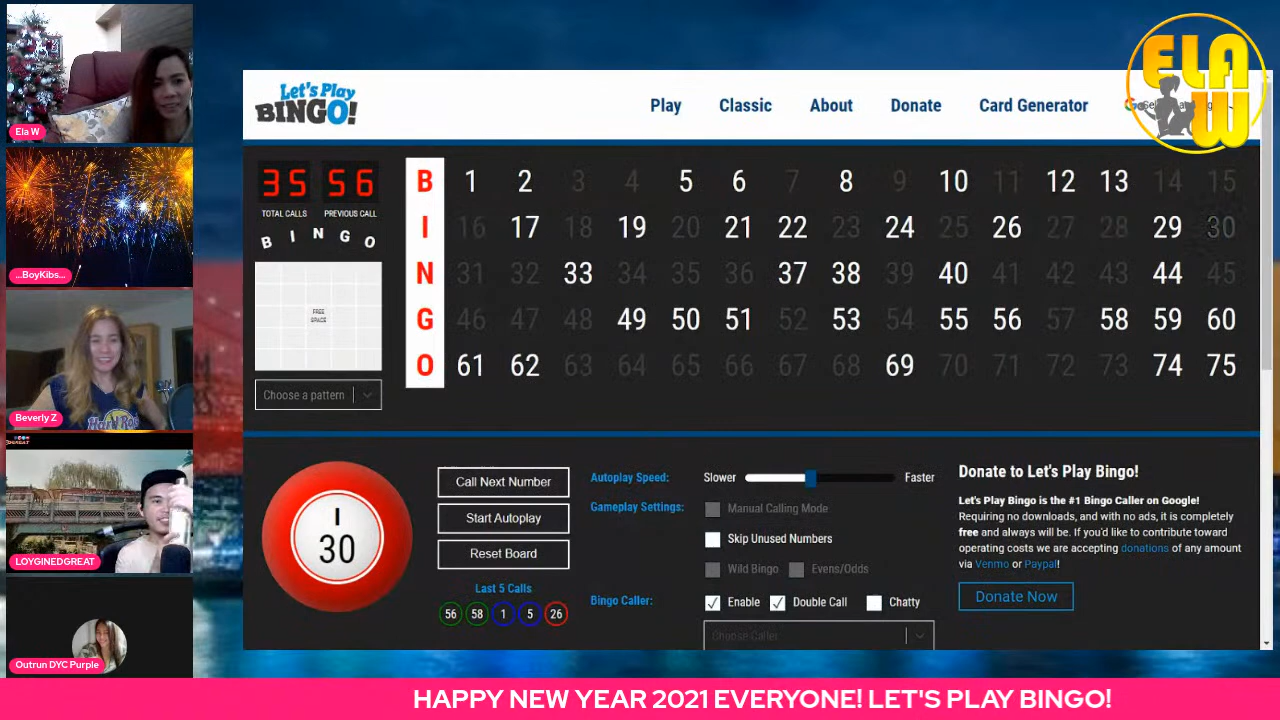 Ela W
...BoyKibs...
Beverly Z
LOYGINEDGREAT
Outrun DYC Purple
ELA
W
Let's Play
BINGO!
Play Classic About Donate Card Generator
35 56
TOTAL CALLS PREVIOUS CALL
B I N G O
FREE
SPACE
Choose a pattern
B 1 2 3 4 5 6 7 8 9 10 11 12 13 14 15
I 16 17 18 19 20 21 22 23 24 25 26 27 28 29 30
N 31 32 33 34 35 36 37 38 39 40 41 42 43 44 45
G 46 47 48 49 50 51 52 53 54 55 56 57 58 59 60
O 61 62 63 64 65 66 67 68 69 70 71 72 73 74 75
I
30
Call Next Number
Start Autoplay
Reset Board
Last 5 Calls
56 58 1 5 26
Autoplay Speed: Slower Faster
Gameplay Settings: Manual Calling Mode
Skip Unused Numbers
Wild Bingo Evens/Odds
Bingo Caller: Enable Double Call Chatty
Choose Caller
Donate to Let's Play Bingo!
Let's Play Bingo is the #1 Bingo Caller on Google!
Requiring no downloads, and with no ads, it is completely
free and always will be. If you'd like to contribute toward
operating costs we are accepting donations of any amount
via Venmo or Paypal!
Donate Now
HAPPY NEW YEAR 2021 EVERYONE! LET'S PLAY BINGO!